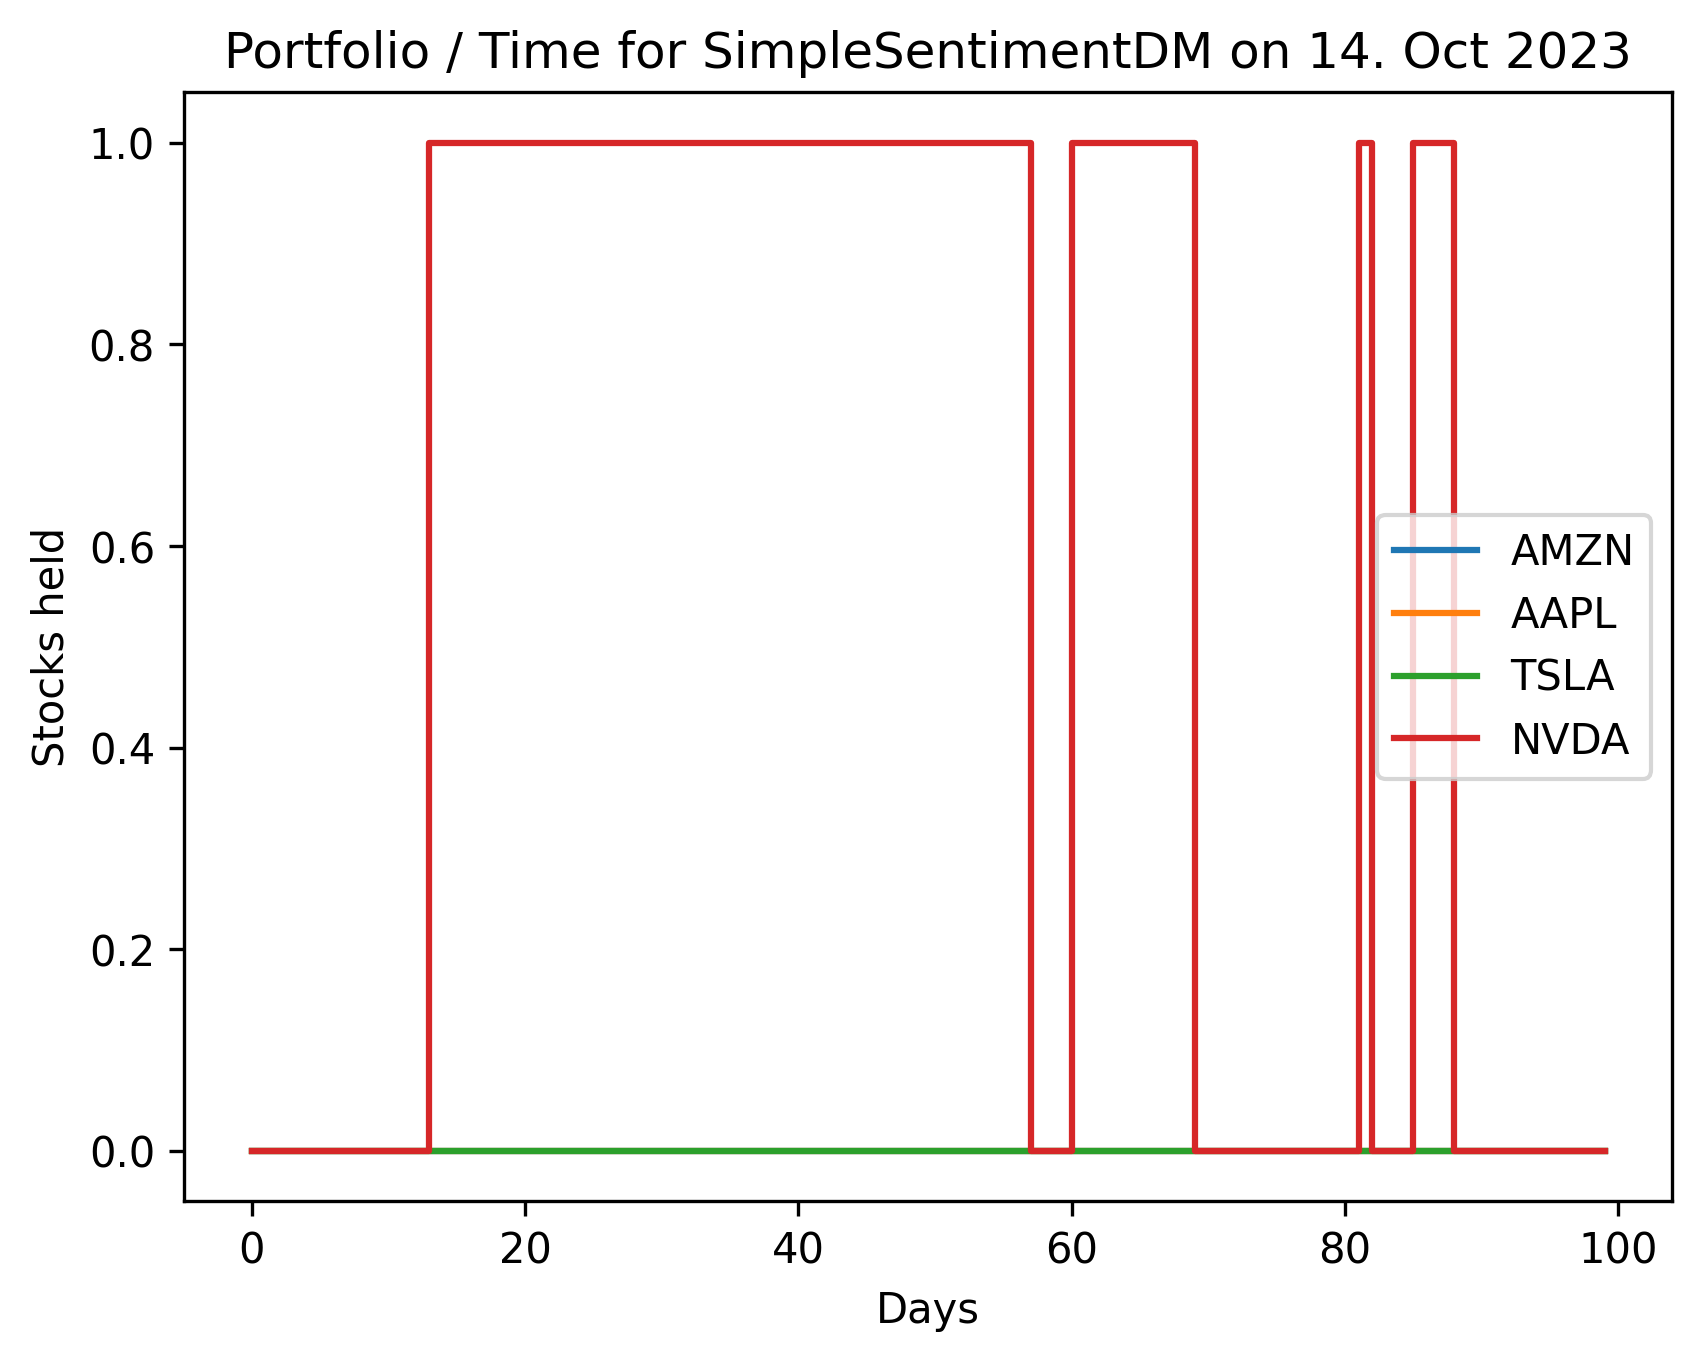 Portfolio / Time for SimpleSentimentDM on 14. Oct 2023
1.0
0.8
0.6
0.4
0.2
0.0
Stocks held
AMZN
AAPL
TSLA
NVDA
0 20 40 60 80 100
Days